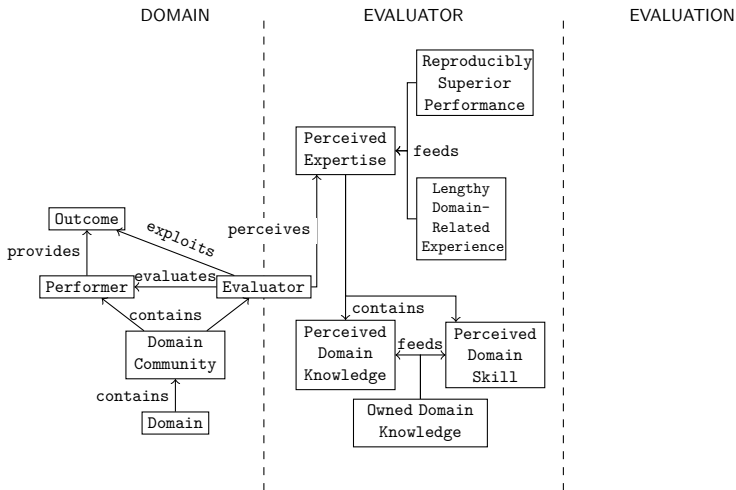 DOMAIN
EVALUATOR
EVALUATION
Reproducibly
Superior
Performance
Perceived
Expertise
feeds
Lengthy
Domain-
Related
Experience
Outcome
exploits
perceives
provides
evaluates
Performer
Evaluator
contains
contains
Domain
Community
Perceived
Domain
Knowledge
feeds
Perceived
Domain
Skill
contains
Domain
Owned Domain
Knowledge